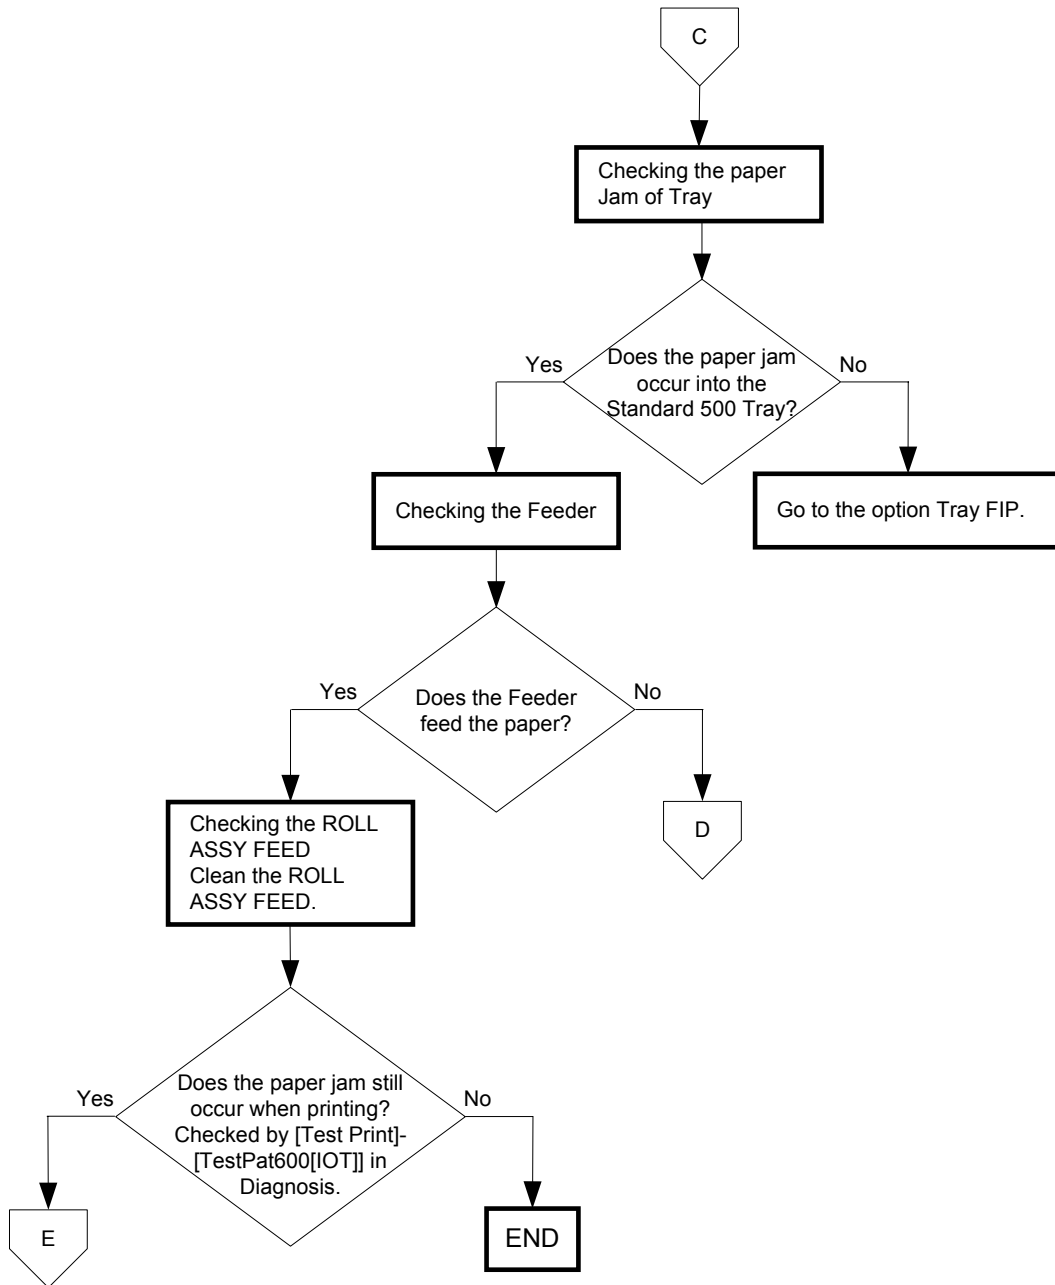 C
Checking the paper
Jam of Tray
Does the paper jam
occur into the
Standard 500 Tray?
Yes
No
Checking the Feeder
Go to the option Tray FIP.
Does the Feeder
feed the paper?
Yes
No
Checking the ROLL
ASSY FEED
Clean the ROLL
ASSY FEED.
D
Does the paper jam still
occur when printing?
Checked by [Test Print]-
[TestPat600[IOT]] in
Diagnosis.
Yes
No
E
END